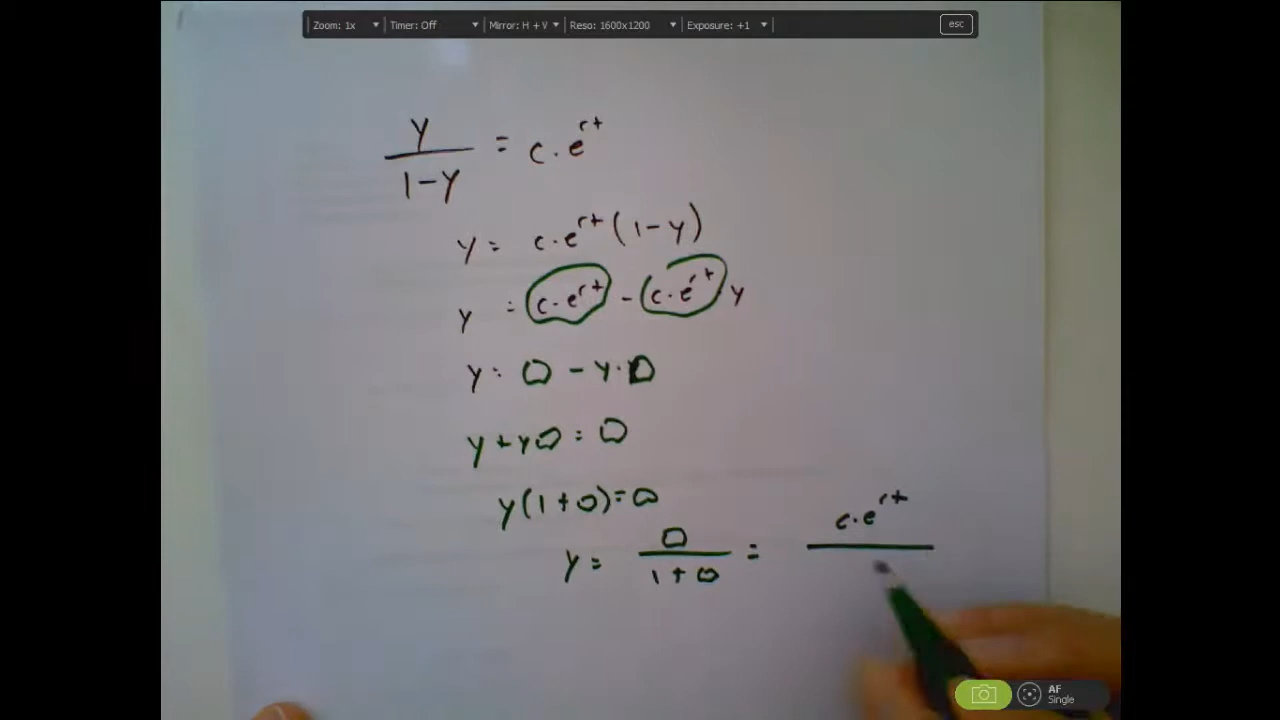 Zoom: 1x Timer: Off Mirror: H + V Reso: 1600x1200 Exposure: +1 esc
y/(1-y) = c·e^(rt)
y = c·e^(rt)(1-y)
y = c·e^(rt) - c·e^(rt) y
y = □ - y·□
y + y□ = □
y(1+□) = □
y = □/(1+□) = c·e^(rt)/
AF
Single